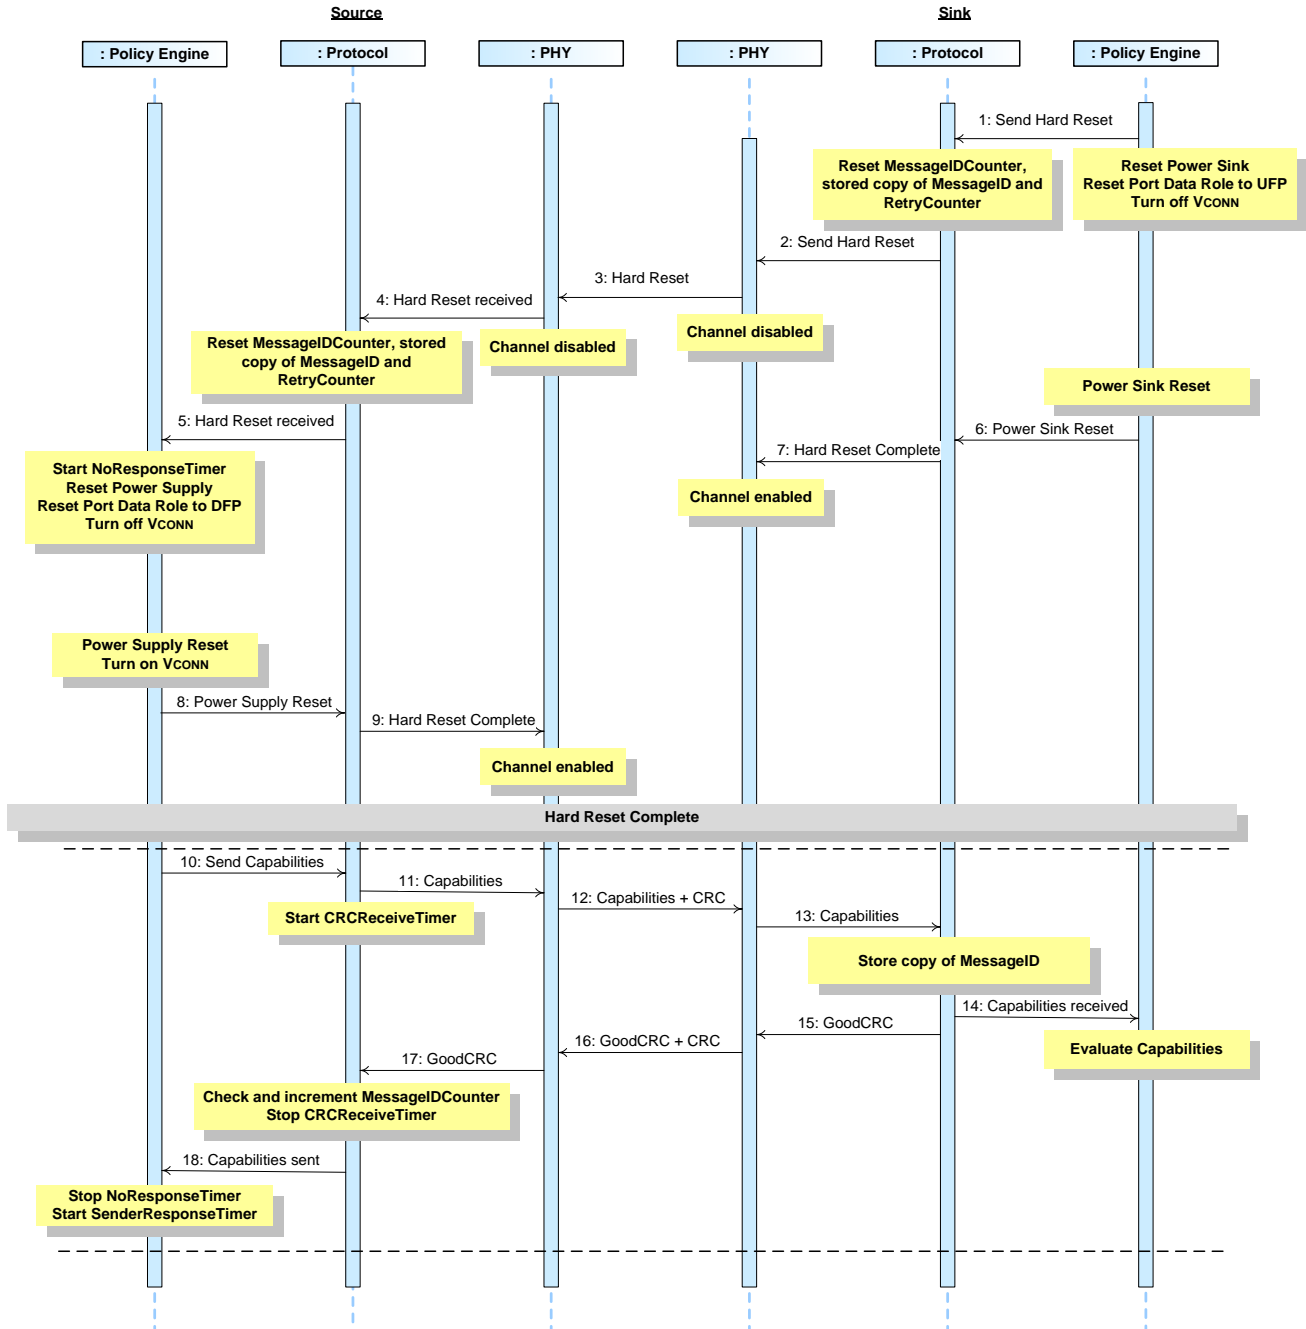 Source
Sink
: Policy Engine
: Protocol
: PHY
: PHY
: Protocol
: Policy Engine
1: Send Hard Reset
Reset MessageIDCounter,
stored copy of MessageID and
RetryCounter
Reset Power Sink
Reset Port Data Role to UFP
Turn off VCONN
2: Send Hard Reset
3: Hard Reset
4: Hard Reset received
Channel disabled
Reset MessageIDCounter, stored
copy of MessageID and
RetryCounter
Channel disabled
Power Sink Reset
5: Hard Reset received
6: Power Sink Reset
7: Hard Reset Complete
Start NoResponseTimer
Reset Power Supply
Reset Port Data Role to DFP
Turn off VCONN
Channel enabled
Power Supply Reset
Turn on VCONN
8: Power Supply Reset
9: Hard Reset Complete
Channel enabled
Hard Reset Complete
10: Send Capabilities
11: Capabilities
12: Capabilities + CRC
Start CRCReceiveTimer
13: Capabilities
Store copy of MessageID
14: Capabilities received
15: GoodCRC
16: GoodCRC + CRC
Evaluate Capabilities
17: GoodCRC
Check and increment MessageIDCounter
Stop CRCReceiveTimer
18: Capabilities sent
Stop NoResponseTimer
Start SenderResponseTimer